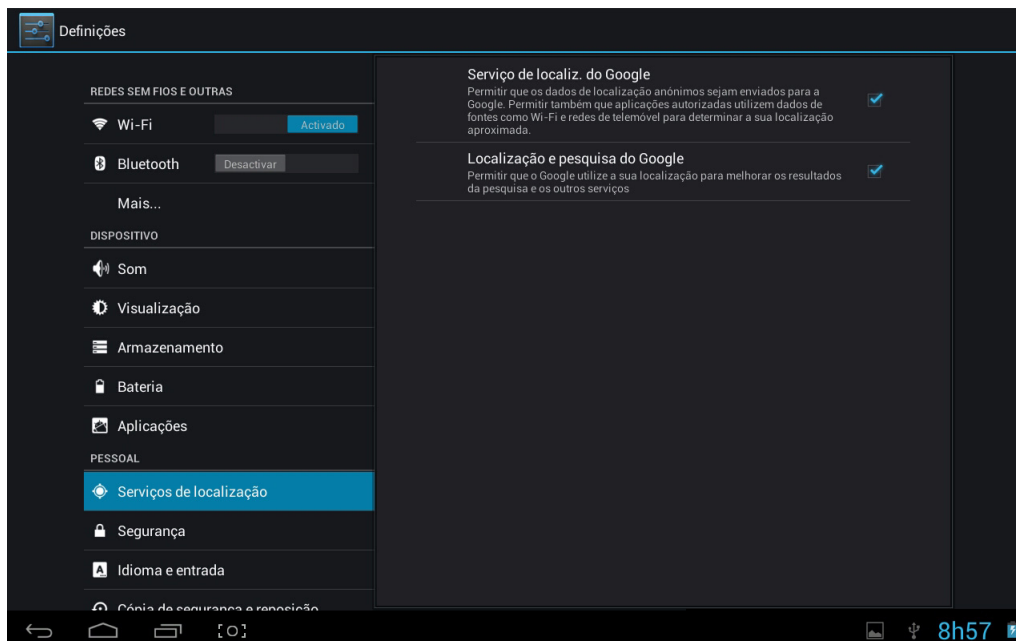 Definições
REDES SEM FIOS E OUTRAS
Wi-Fi
Activado
Bluetooth
Desactivar
Mais...
DISPOSITIVO
Som
Visualização
Armazenamento
Bateria
Aplicações
PESSOAL
Serviços de localização
Segurança
Idioma e entrada
Cópia de segurança e reposição
Serviço de localiz. do Google
Permitir que os dados de localização anónimos sejam enviados para a
Google. Permitir também que aplicações autorizadas utilizem dados de
fontes como Wi-Fi e redes de telemóvel para determinar a sua localização
aproximada.
Localização e pesquisa do Google
Permitir que o Google utilize a sua localização para melhorar os resultados
da pesquisa e os outros serviços
8h57